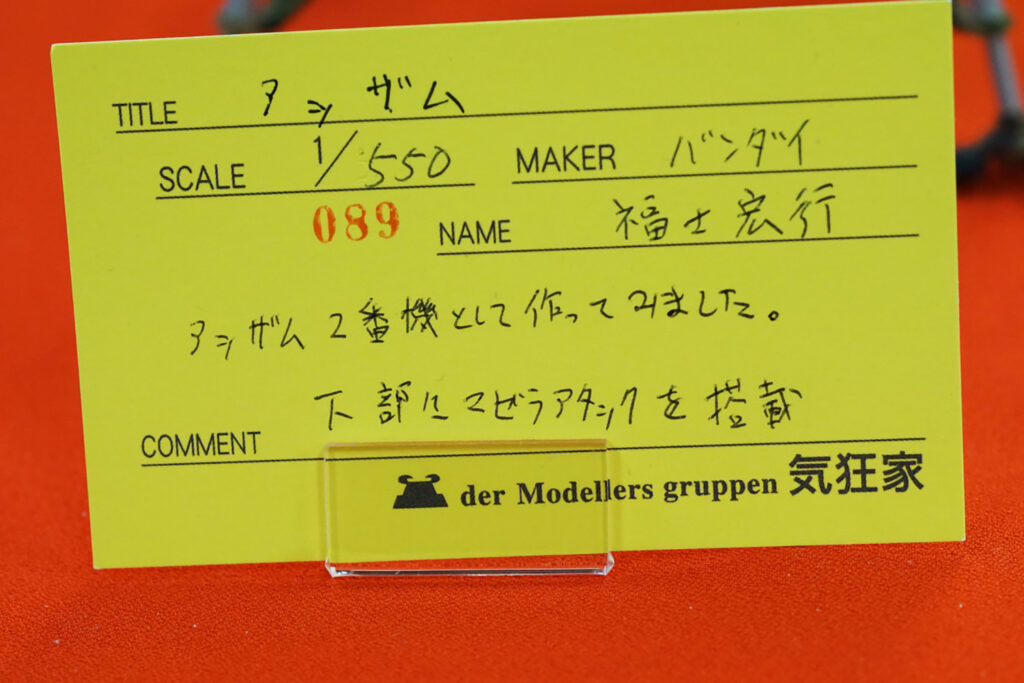 TITLE アッザム
SCALE 1/550 MAKER バンダイ
089 NAME 福士宏行
アッザム2番機として作ってみました。
下部にマゼラアタックを搭載
COMMENT
der Modellers gruppen 気狂家